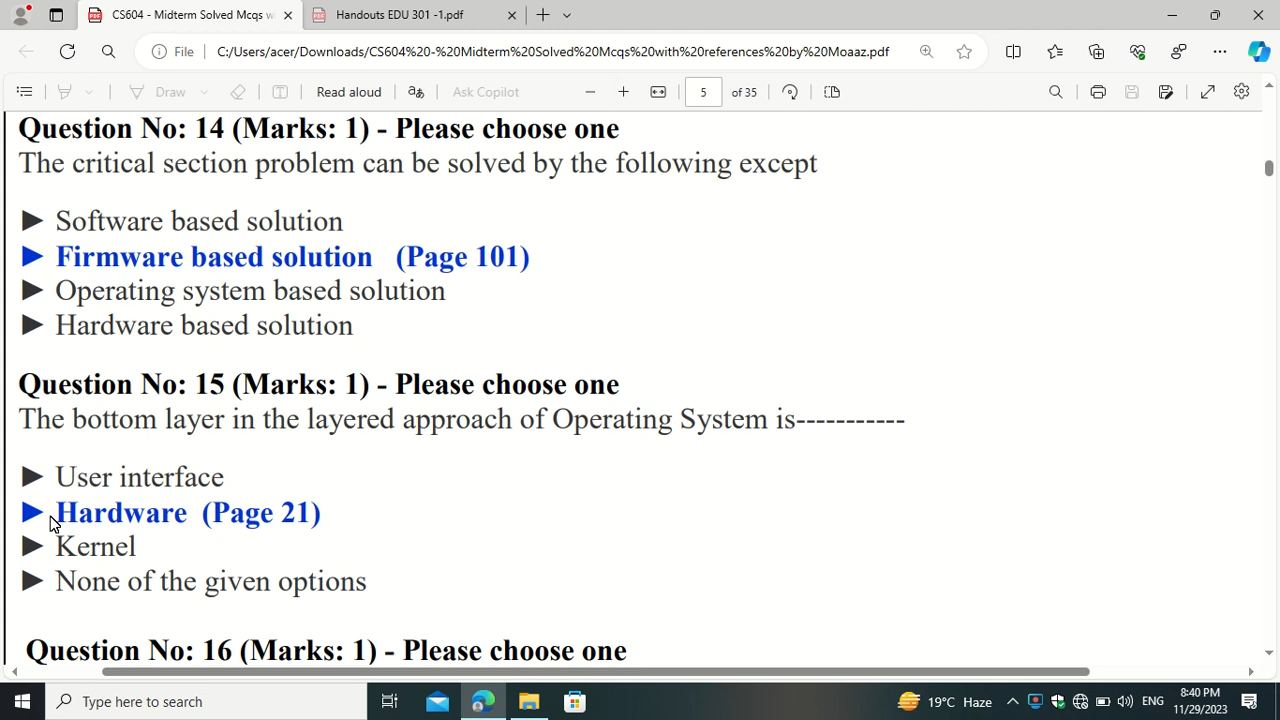 CS604 - Midterm Solved Mcqs w
Handouts EDU 301 -1.pdf
File
C:/Users/acer/Downloads/CS604%20-%20Midterm%20Solved%20Mcqs%20with%20references%20by%20Moaaz.pdf
Draw
Read aloud
Ask Copilot
5 of 35
Question No: 14 (Marks: 1) - Please choose one
The critical section problem can be solved by the following except
► Software based solution
► Firmware based solution (Page 101)
► Operating system based solution
► Hardware based solution
Question No: 15 (Marks: 1) - Please choose one
The bottom layer in the layered approach of Operating System is-----------
► User interface
► Hardware (Page 21)
► Kernel
► None of the given options
Question No: 16 (Marks: 1) - Please choose one
Type here to search
19°C Haze
ENG
8:40 PM
11/29/2023